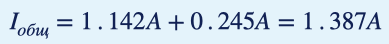 I_общ = 1.142A + 0.245A = 1.387A